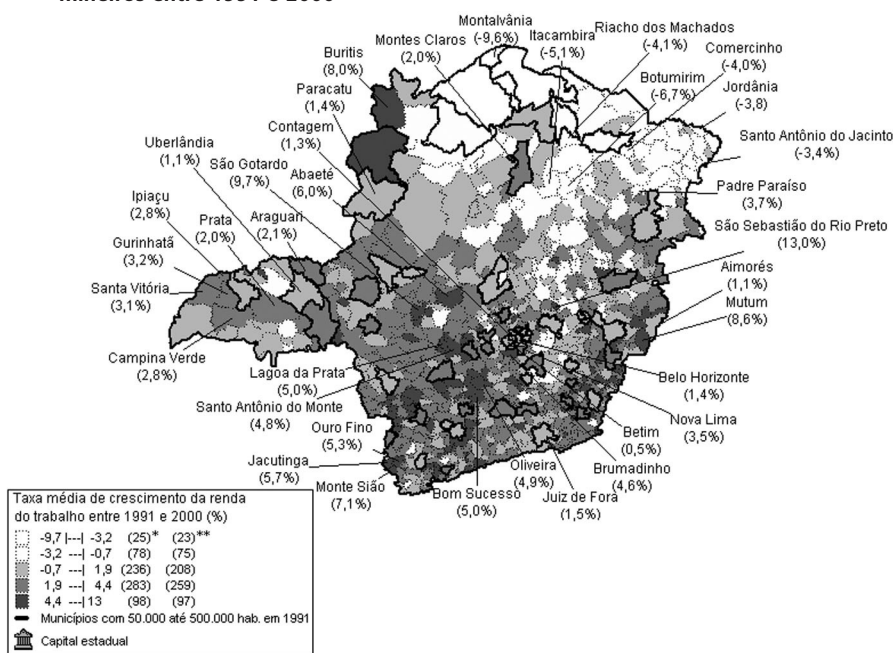 mineiros entre 1991 e 2000
Montalvânia
(-9,6%)
Itacambira
(-5,1%)
Riacho dos Machados
(-4,1%)
Montes Claros
(2,0%)
Comercinho
(-4,0%)
Buritis
(8,0%)
Botumirim
(-6,7%)
Jordânia
(-3,8)
Paracatu
(1,4%)
Contagem
(1,3%)
Santo Antônio do Jacinto
(-3,4%)
Uberlândia
(1,1%)
São Gotardo
(9,7%)
Abaeté
(6,0%)
Padre Paraíso
(3,7%)
Ipiaçu
(2,8%)
Prata
(2,0%)
Araguari
(2,1%)
São Sebastião do Rio Preto
(13,0%)
Gurinhatã
(3,2%)
Aimorés
(1,1%)
Santa Vitória
(3,1%)
Mutum
(8,6%)
Campina Verde
(2,8%)
Lagoa da Prata
(5,0%)
Belo Horizonte
(1,4%)
Santo Antônio do Monte
(4,8%)
Nova Lima
(3,5%)
Ouro Fino
(5,3%)
Betim
(0,5%)
Jacutinga
(5,7%)
Oliveira
(4,9%)
Brumadinho
(4,6%)
Monte Sião
(7,1%)
Bom Sucesso
(5,0%)
Juiz de Fora
(1,5%)
Taxa média de crescimento da renda
do trabalho entre 1991 e 2000 (%)
-9,7 |---| -3,2 (25)* (23)**
-3,2 ---| -0,7 (78) (75)
-0,7 ---| 1,9 (236) (208)
1,9 ---| 4,4 (283) (259)
4,4 ---| 13 (98) (97)
Municípios com 50.000 até 500.000 hab. em 1991
Capital estadual